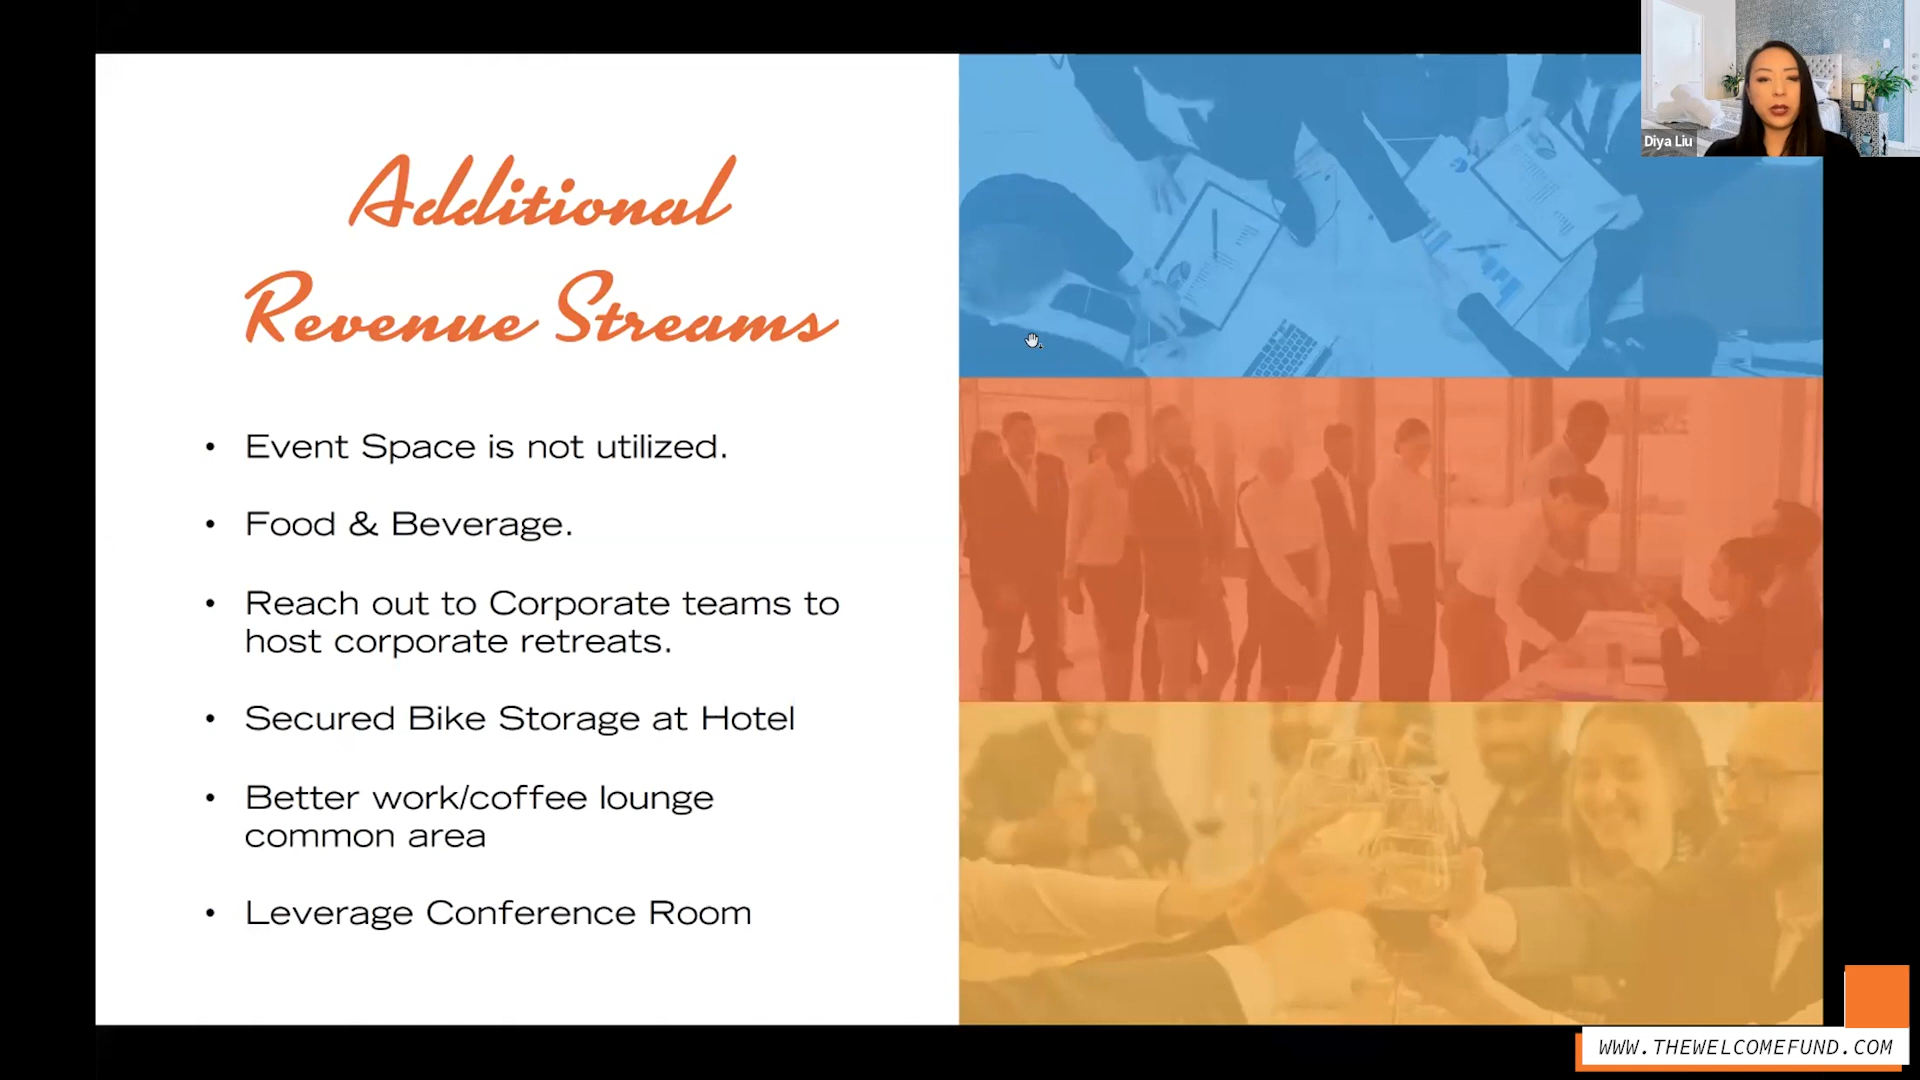 Diya Liu
Additional
Revenue Streams
• Event Space is not utilized.
• Food & Beverage.
• Reach out to Corporate teams to
host corporate retreats.
• Secured Bike Storage at Hotel
• Better work/coffee lounge
common area
• Leverage Conference Room
WWW.THEWELCOMEFUND.COM